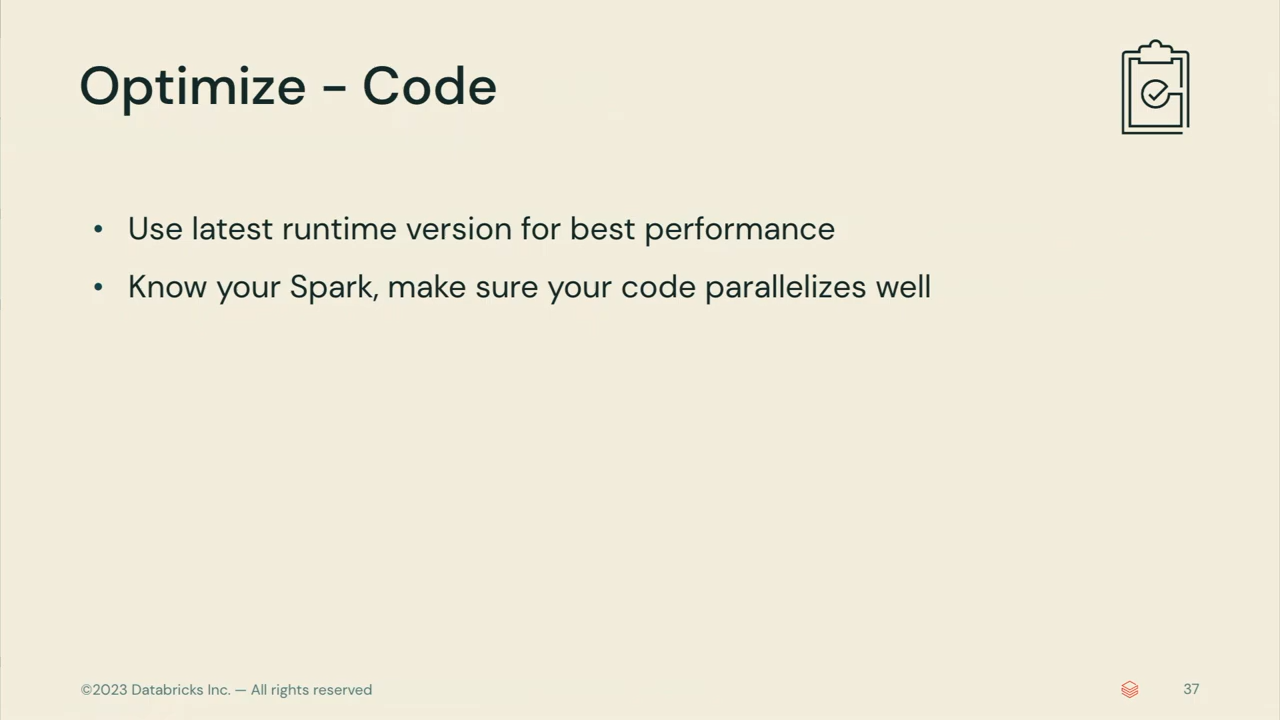 Optimize - Code
• Use latest runtime version for best performance
• Know your Spark, make sure your code parallelizes well
©2023 Databricks Inc. — All rights reserved
37